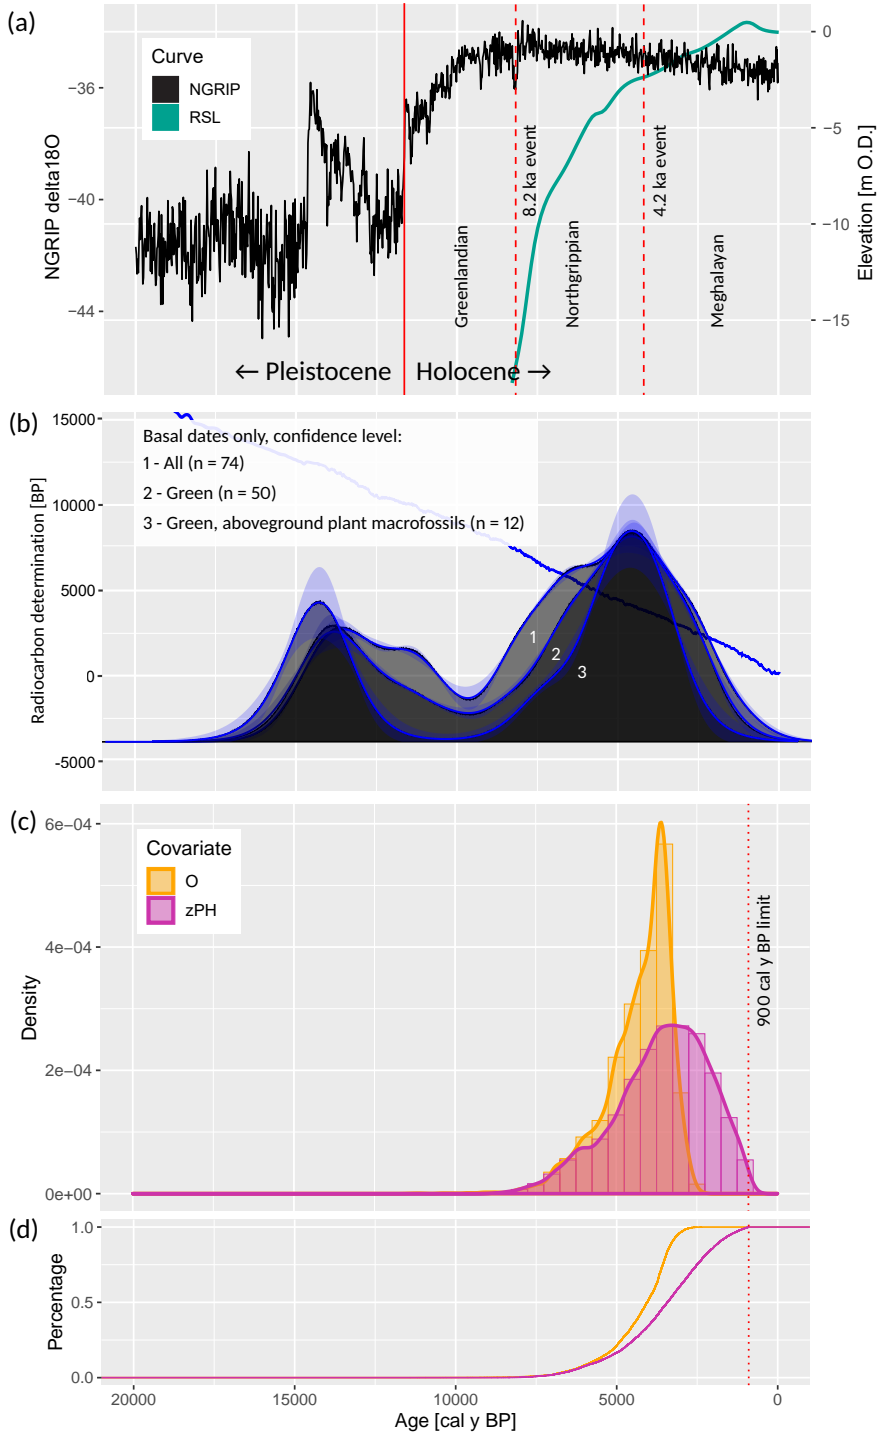 (a)
Curve
NGRIP
RSL
−36
−40
−44
NGRIP delta18O
0
−5
−10
−15
Elevation [m O.D.]
8.2 ka event
4.2 ka event
Greenlandian
Northgrippian
Meghalayan
← Pleistocene
Holocene →
(b)
15000
10000
5000
0
-5000
Radiocarbon determination [BP]
Basal dates only, confidence level:
1 - All (n = 74)
2 - Green (n = 50)
3 - Green, aboveground plant macrofossils (n = 12)
1
2
3
(c)
6e−04
4e−04
2e−04
0e+00
Density
Covariate
O
zPH
900 cal y BP limit
(d)
1.0
0.5
0.0
Percentage
20000
15000
10000
5000
0
Age [cal y BP]